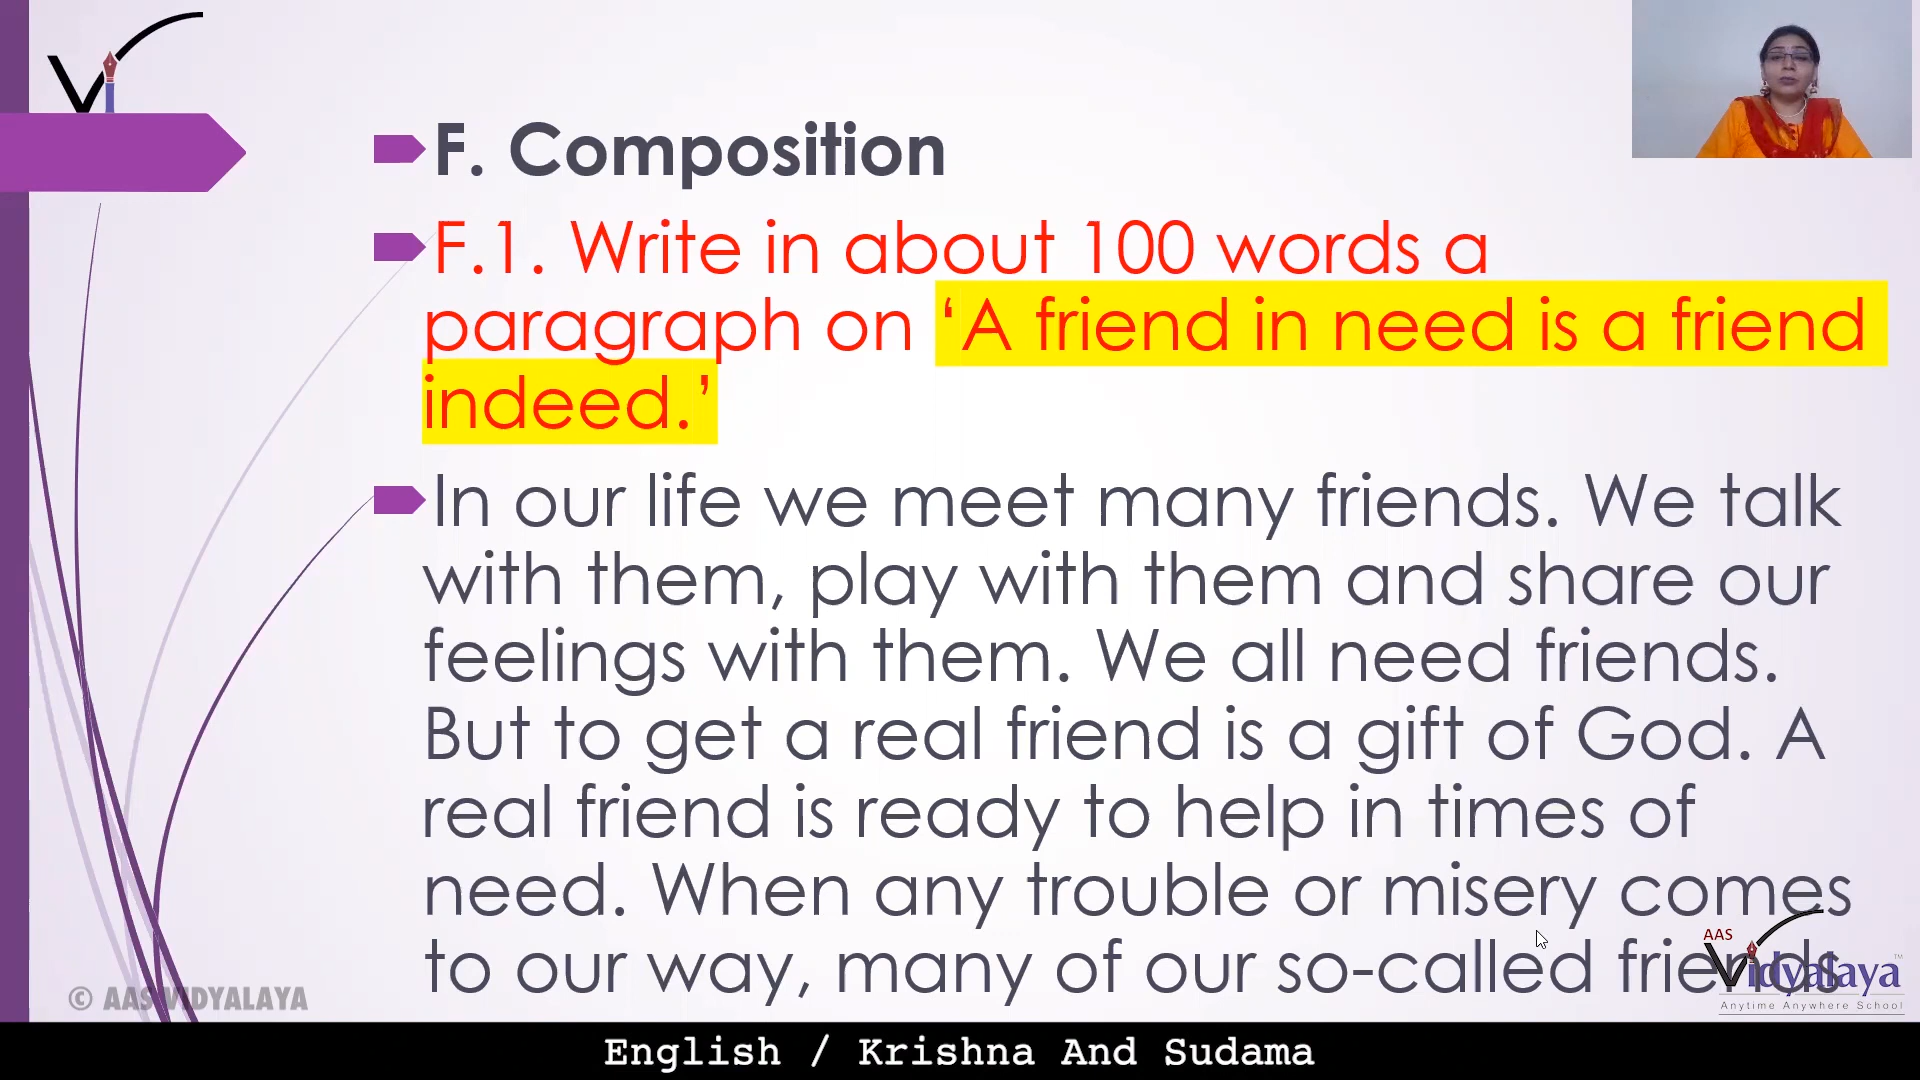 Vi
F. Composition
F.1. Write in about 100 words a
paragraph on ‘A friend in need is a friend
indeed.’
In our life we meet many friends. We talk
with them, play with them and share our
feelings with them. We all need friends.
But to get a real friend is a gift of God. A
real friend is ready to help in times of
need. When any trouble or misery comes
to our way, many of our so-called friends
AAS
Vidyalaya™
Anytime Anywhere School
© AAS VIDYALAYA
English / Krishna And Sudama